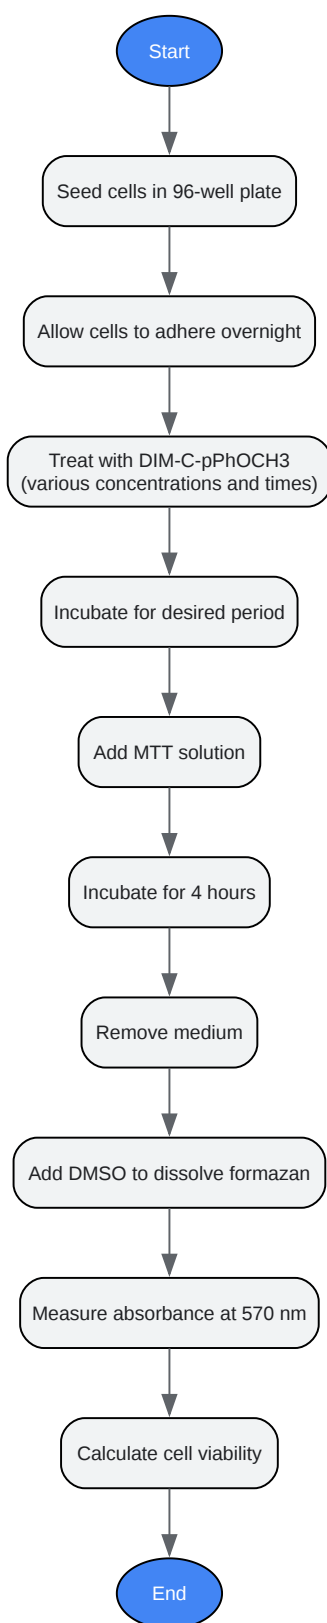 Start
Seed cells in 96-well plate
Allow cells to adhere overnight
Treat with DIM-C-pPhOCH3
(various concentrations and times)
Incubate for desired period
Add MTT solution
Incubate for 4 hours
Remove medium
Add DMSO to dissolve formazan
Measure absorbance at 570 nm
Calculate cell viability
End